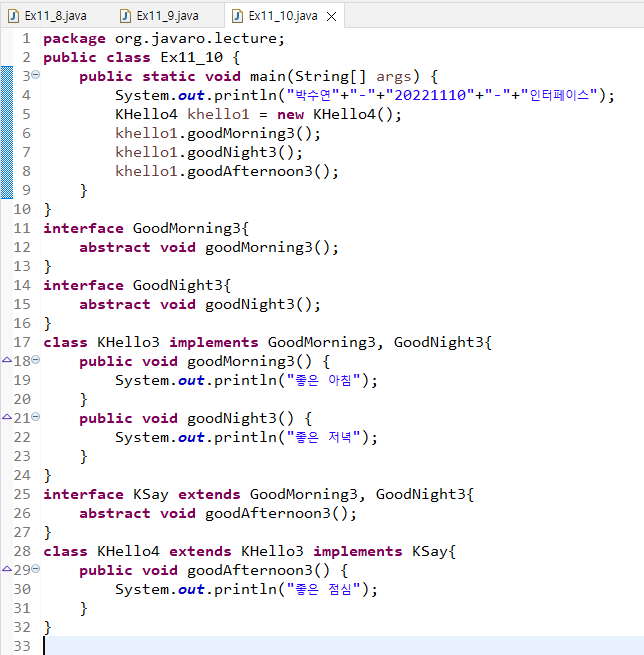 Ex11_8.java Ex11_9.java Ex11_10.java
1 package org.javaro.lecture;
2 public class Ex11_10 {
3 public static void main(String[] args) {
4 System.out.println("박수연"+"-"+"20221110"+"-"+"인터페이스");
5 KHello4 khello1 = new KHello4();
6 khello1.goodMorning3();
7 khello1.goodNight3();
8 khello1.goodAfternoon3();
9 }
10 }
11 interface GoodMorning3{
12 abstract void goodMorning3();
13 }
14 interface GoodNight3{
15 abstract void goodNight3();
16 }
17 class KHello3 implements GoodMorning3, GoodNight3{
18 public void goodMorning3() {
19 System.out.println("좋은 아침");
20 }
21 public void goodNight3() {
22 System.out.println("좋은 저녁");
23 }
24 }
25 interface KSay extends GoodMorning3, GoodNight3{
26 abstract void goodAfternoon3();
27 }
28 class KHello4 extends KHello3 implements KSay{
29 public void goodAfternoon3() {
30 System.out.println("좋은 점심");
31 }
32 }
33